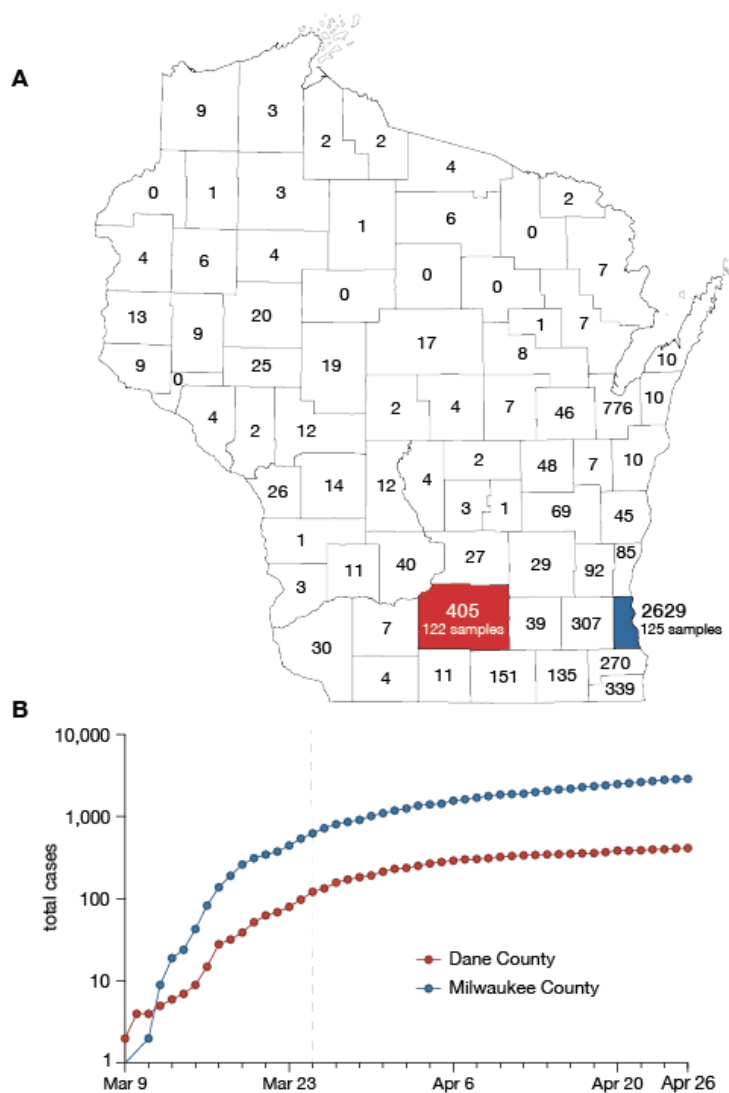 A
9 3 2 2 4
0 1 3 1 6 0 2
4 6 4 0 0 7
13 9 20 0 17 1 7
9 0 25 19 8 10
4 2 12 2 4 7 46 776 10
26 14 12 4 2 48 7 10
3 1 69 45
1 11 40 27 29 92 85
3
405 2629
122 samples 125 samples
30 7 39 307
4 11 151 135 270
339
B
10,000
1,000
100
10
1
total cases
Dane County
Milwaukee County
Mar 9 Mar 23 Apr 6 Apr 20 Apr 26